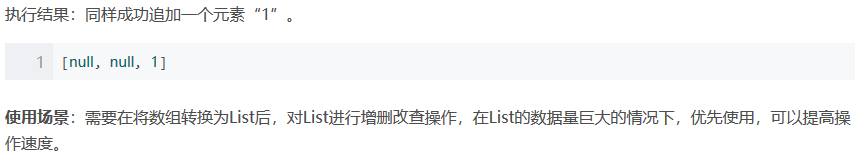 执行结果：同样成功追加一个元素“1”。
1 [null, null, 1]
使用场景：需要在将数组转换为List后，对List进行增删改查操作，在List的数据量巨大的情况下，优先使用，可以提高操
作速度。